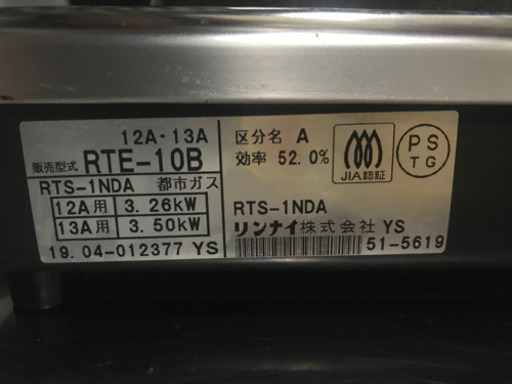 12A・13A
販売型式 RTE-10B
RTS-1NDA 都市ガス
12A用 3.26kW
13A用 3.50kW
19.04-012377 YS
区分名 A
効率 52.0%
JIA認証
PS
TG
RTS-1NDA
リンナイ株式会社 YS
51-5619